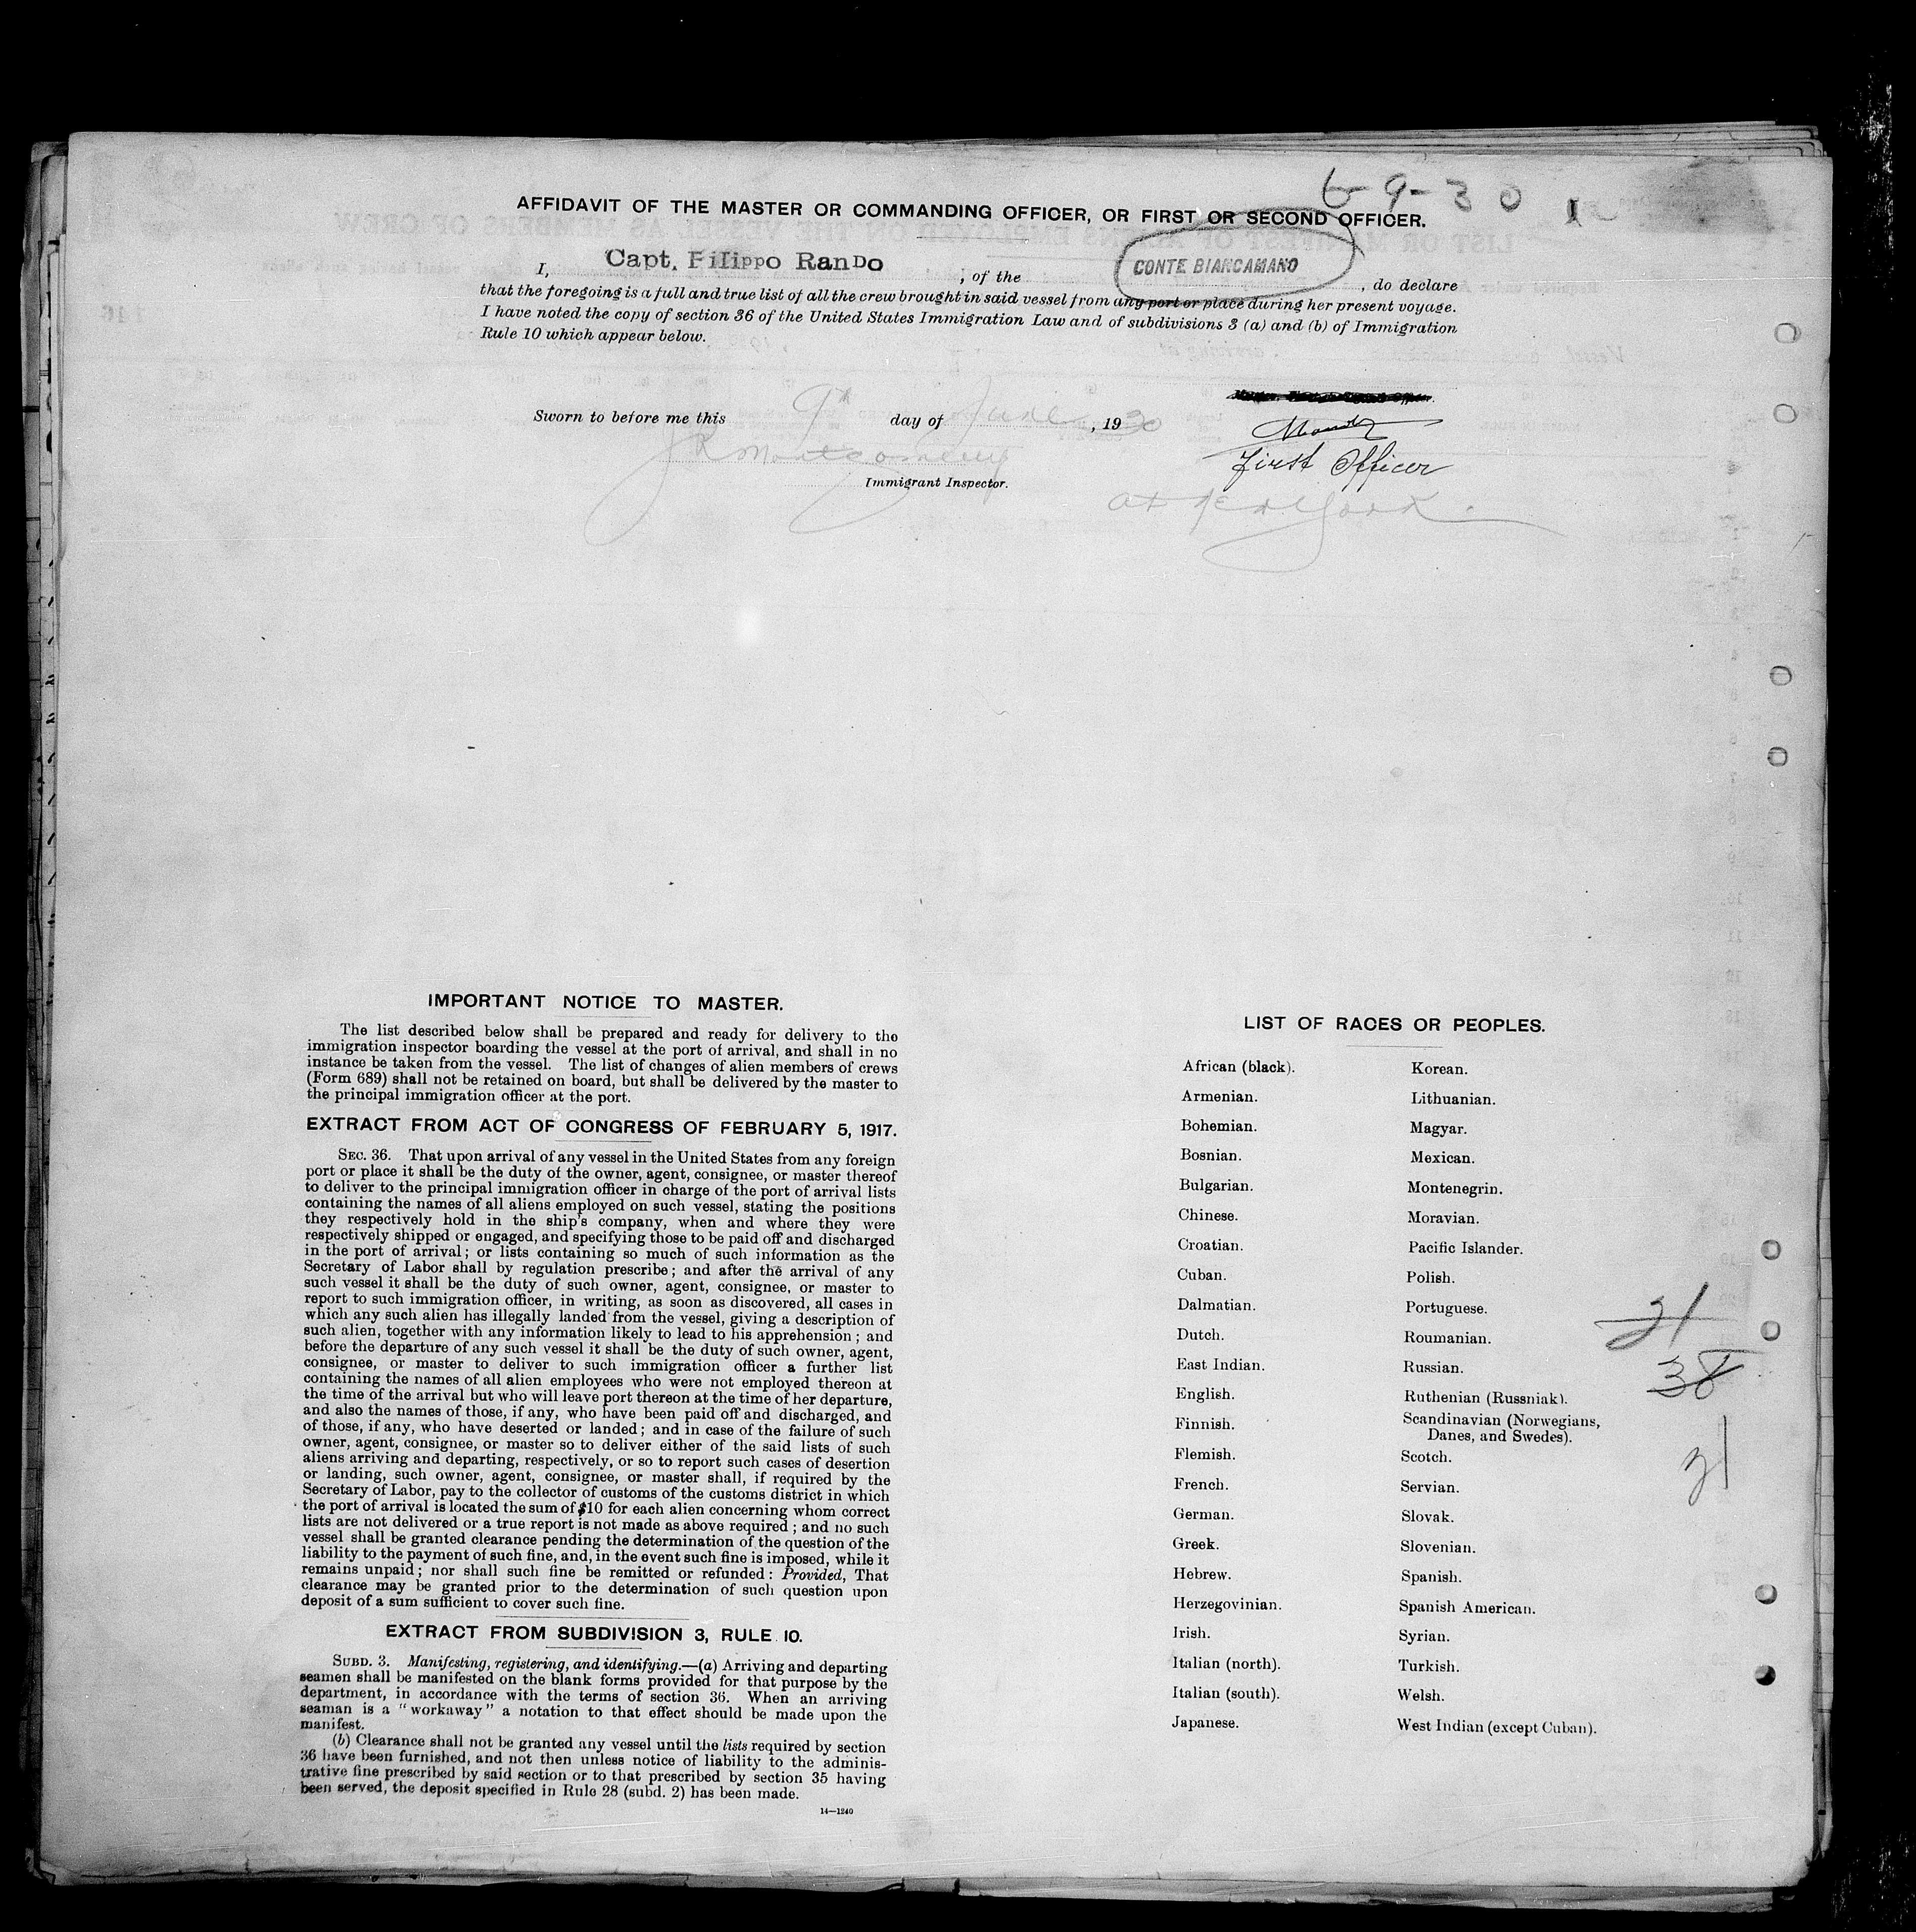 6-9-30
AFFIDAVIT OF THE MASTER OR COMMANDING OFFICER, OR FIRST OR SECOND OFFICER.
I, Capt. Filippo Rando, of the CONTE BIANCAMANO, do declare
that the foregoing is a full and true list of all the crew brought in said vessel from any port or place during her present voyage.
I have noted the copy of section 36 of the United States Immigration Law and of subdivisions 3 (a) and (b) of Immigration
Rule 10 which appear below.
Sworn to before me this 9th day of June, 1930
First Officer
Montgomery
Immigrant Inspector.
at New York.
IMPORTANT NOTICE TO MASTER.
The list described below shall be prepared and ready for delivery to the
immigration inspector boarding the vessel at the port of arrival, and shall in no
instance be taken from the vessel. The list of changes of alien members of crews
(Form 689) shall not be retained on board, but shall be delivered by the master to
the principal immigration officer at the port.
EXTRACT FROM ACT OF CONGRESS OF FEBRUARY 5, 1917.
SEC. 36. That upon arrival of any vessel in the United States from any foreign
port or place it shall be the duty of the owner, agent, consignee, or master thereof
to deliver to the principal immigration officer in charge of the port of arrival lists
containing the names of all aliens employed on such vessel, stating the positions
they respectively hold in the ship's company, when and where they were
respectively shipped or engaged, and specifying those to be paid off and discharged
in the port of arrival; or lists containing so much of such information as the
Secretary of Labor shall by regulation prescribe; and after the arrival of any
such vessel it shall be the duty of such owner, agent, consignee, or master to
report to such immigration officer, in writing, as soon as discovered, all cases in
which any such alien has illegally landed from the vessel, giving a description of
such alien, together with any information likely to lead to his apprehension; and
before the departure of any such vessel it shall be the duty of such owner, agent,
consignee, or master to deliver to such immigration officer a further list
containing the names of all alien employees who were not employed thereon at
the time of the arrival but who will leave port thereon at the time of her departure,
and also the names of those, if any, who have been paid off and discharged, and
of those, if any, who have deserted or landed; and in case of the failure of such
owner, agent, consignee, or master so to deliver either of the said lists of such
aliens arriving and departing, respectively, or so to report such cases of desertion
or landing, such owner, agent, consignee, or master shall, if required by the
Secretary of Labor, pay to the collector of customs of the customs district in which
the port of arrival is located the sum of $10 for each alien concerning whom correct
lists are not delivered or a true report is not made as above required; and no such
vessel shall be granted clearance pending the determination of the question of the
liability to the payment of such fine, and, in the event such fine is imposed, while it
remains unpaid; nor shall such fine be remitted or refunded: Provided, That
clearance may be granted prior to the determination of such question upon
deposit of a sum sufficient to cover such fine.
EXTRACT FROM SUBDIVISION 3, RULE 10.
SUBD. 3. Manifesting, registering, and identifying.—(a) Arriving and departing
seamen shall be manifested on the blank forms provided for that purpose by the
department, in accordance with the terms of section 36. When an arriving
seaman is a "workaway" a notation to that effect should be made upon the
manifest.
(b) Clearance shall not be granted any vessel until the lists required by section
36 have been furnished, and not then unless notice of liability to the adminis-
trative fine prescribed by said section or to that prescribed by section 35 having
been served, the deposit specified in Rule 28 (subd. 2) has been made.
14—1240
LIST OF RACES OR PEOPLES.
African (black).
Armenian.
Bohemian.
Bosnian.
Bulgarian.
Chinese.
Croatian.
Cuban.
Dalmatian.
Dutch.
East Indian.
English.
Finnish.
Flemish.
French.
German.
Greek.
Hebrew.
Herzegovinian.
Irish.
Italian (north).
Italian (south).
Japanese.
Korean.
Lithuanian.
Magyar.
Mexican.
Montenegrin.
Moravian.
Pacific Islander.
Polish.
Portuguese.
Roumanian.
Russian.
Ruthenian (Russniak).
Scandinavian (Norwegians,
Danes, and Swedes).
Scotch.
Servian.
Slovak.
Slovenian.
Spanish.
Spanish American.
Syrian.
Turkish.
Welsh.
West Indian (except Cuban).
31
38
31